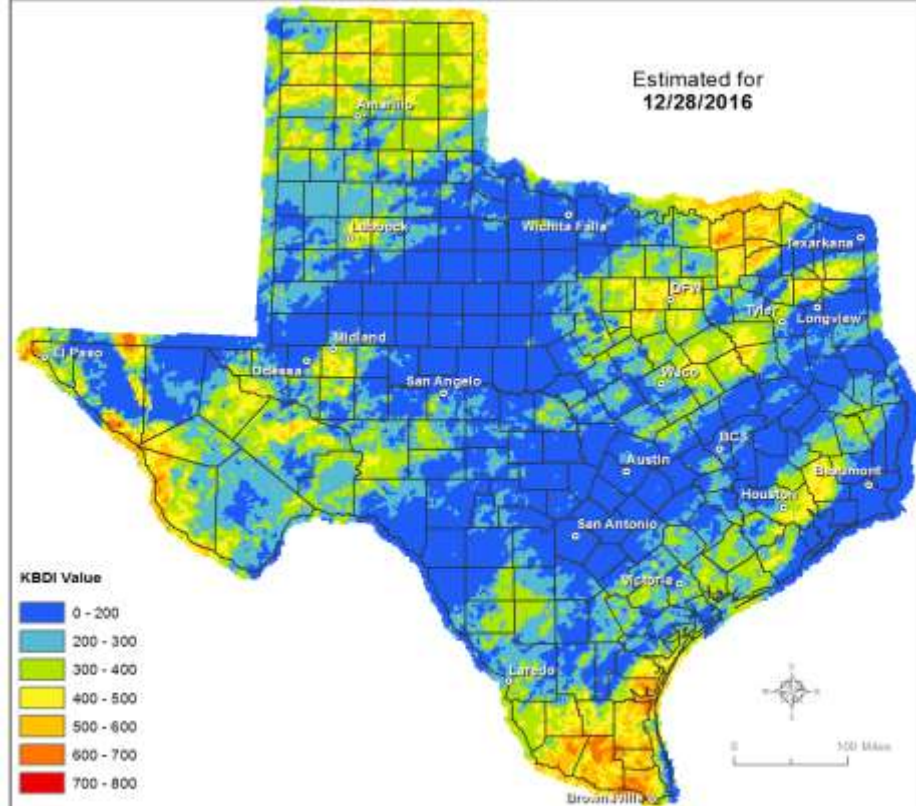 Estimated for
12/28/2016
Amarillo
Lubbock
Wichita Falls
Texarkana
DFW
Tyler
Longview
El Paso
Midland
Odessa
San Angelo
Waco
BCS
Austin
Beaumont
Houston
San Antonio
Victoria
Laredo
Brownsville
KBDI Value
0 - 200
200 - 300
300 - 400
400 - 500
500 - 600
600 - 700
700 - 800
0 100 Miles